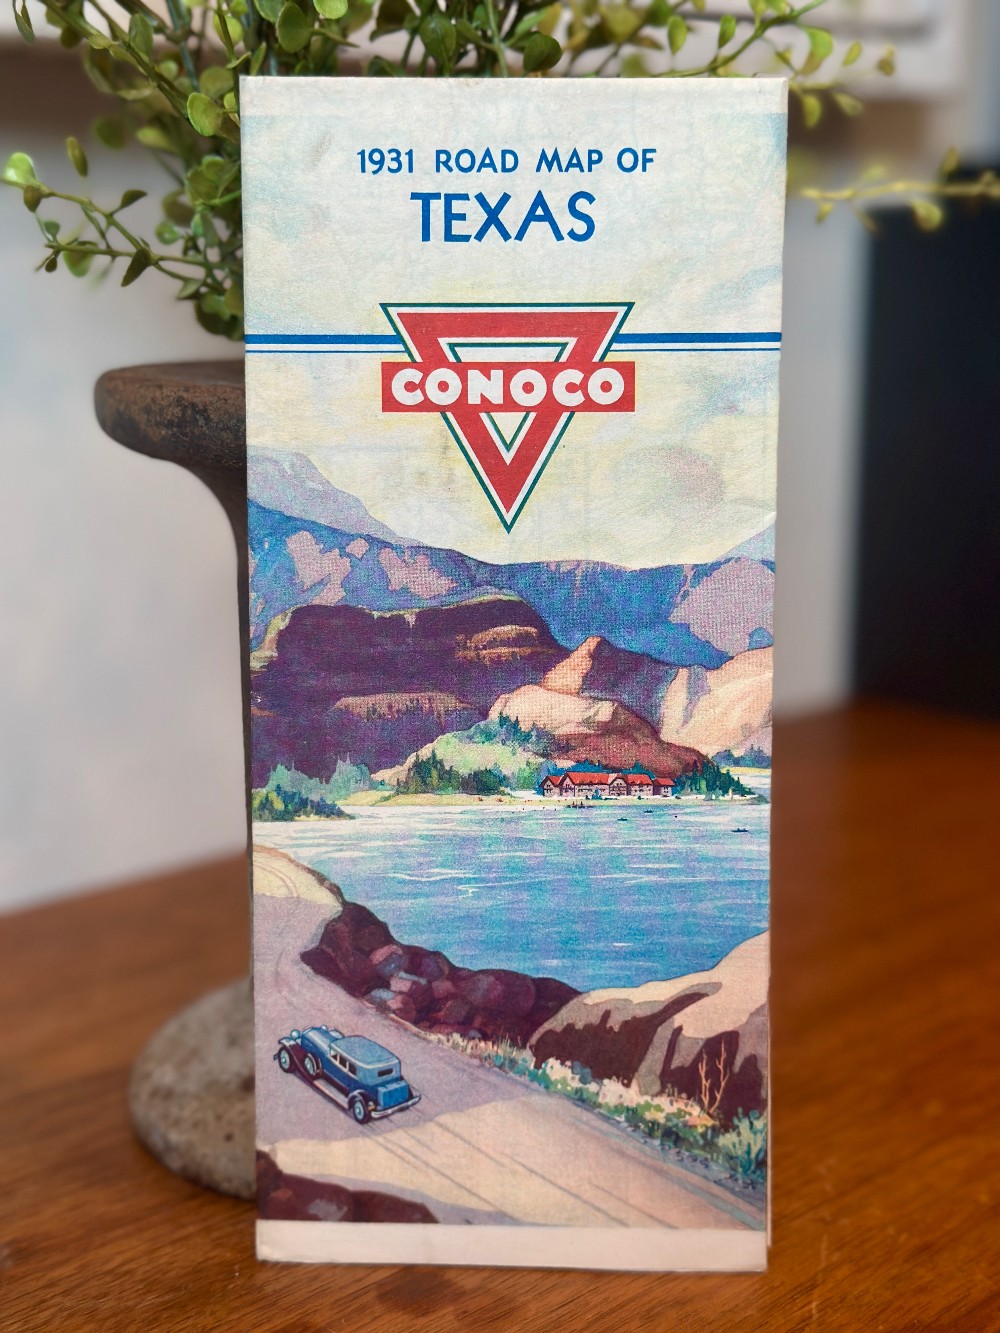 1931 ROAD MAP OF
TEXAS
CONOCO